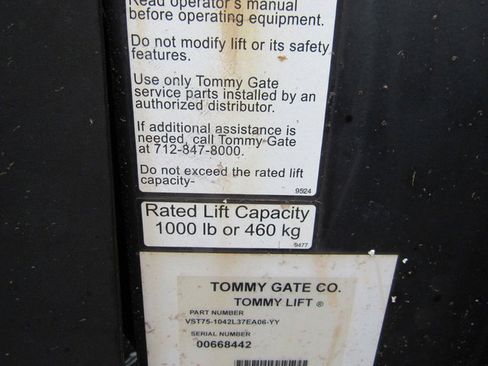 Read operator's manual
before operating equipment.
Do not modify lift or its safety
features.
Use only Tommy Gate
service parts installed by an
authorized distributor.
If additional assistance is
needed, call Tommy Gate
at 712-847-8000.
Do not exceed the rated lift
capacity-
9524
Rated Lift Capacity
1000 lb or 460 kg
9477
TOMMY GATE CO.
TOMMY LIFT ®
PART NUMBER
VST75-1042L37EA06-YY
SERIAL NUMBER
00668442